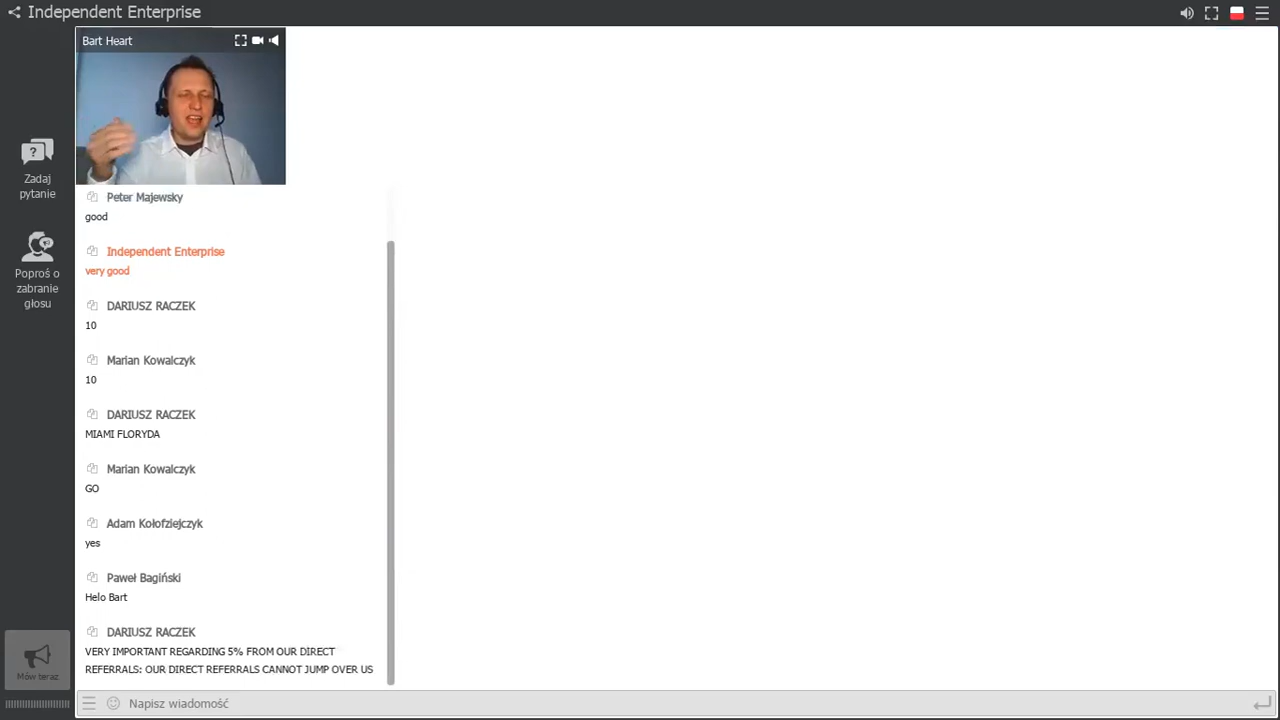 Independent Enterprise
Bart Heart
Zadaj
pytanie
Poproś o
zabranie
głosu
Mów teraz
Peter Majewsky
good
Independent Enterprise
very good
DARIUSZ RACZEK
10
Marian Kowalczyk
10
DARIUSZ RACZEK
MIAMI FLORYDA
Marian Kowalczyk
GO
Adam Kołofziejczyk
yes
Paweł Bagiński
Helo Bart
DARIUSZ RACZEK
VERY IMPORTANT REGARDING 5% FROM OUR DIRECT
REFERRALS: OUR DIRECT REFERRALS CANNOT JUMP OVER US
Napisz wiadomość